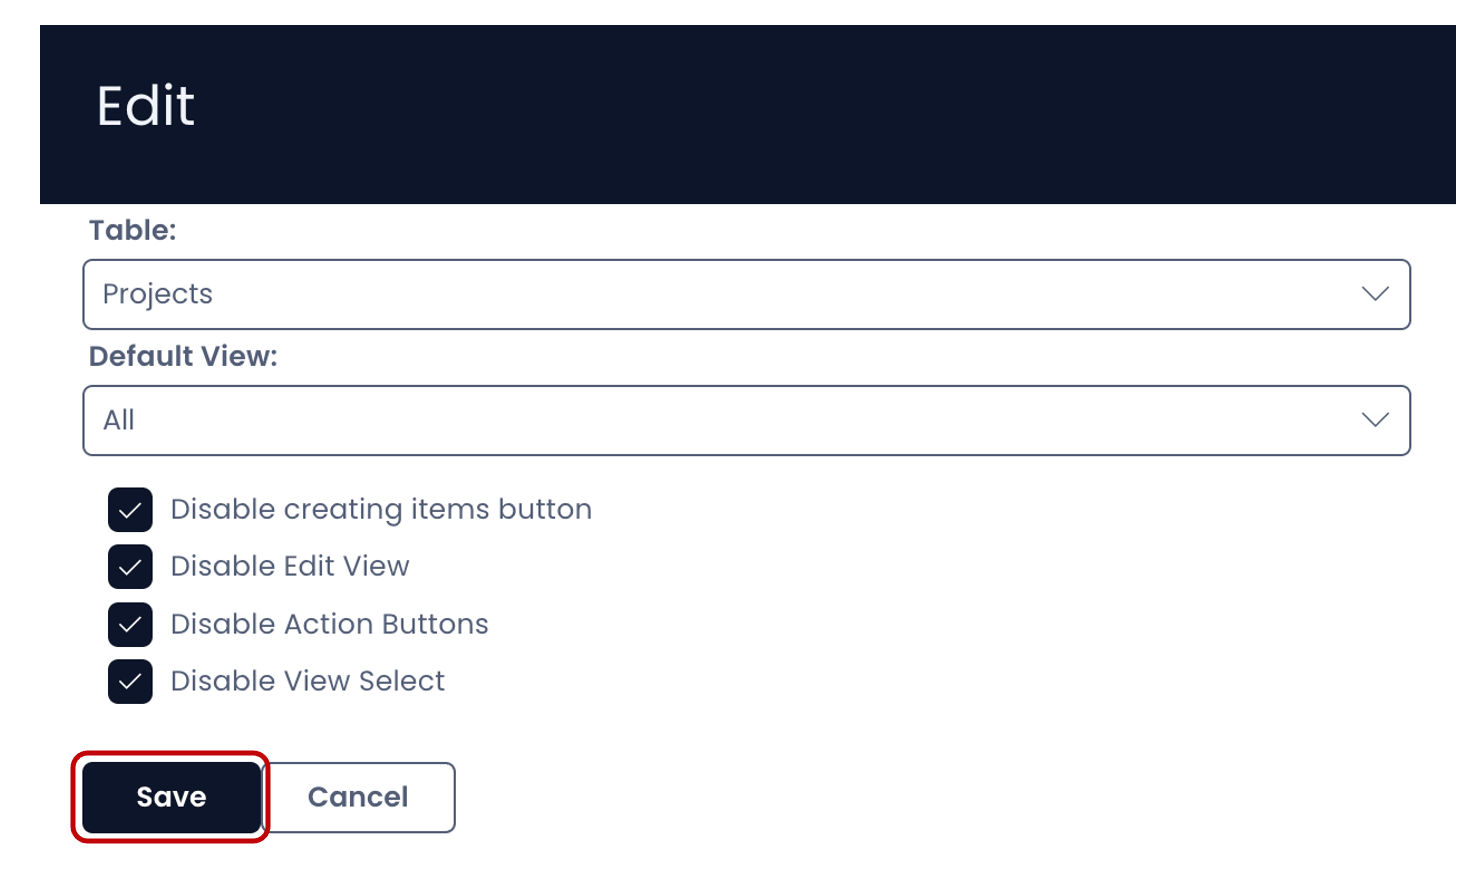 Edit
Table:
Projects
Default View:
All
Disable creating items button
Disable Edit View
Disable Action Buttons
Disable View Select
Save Cancel